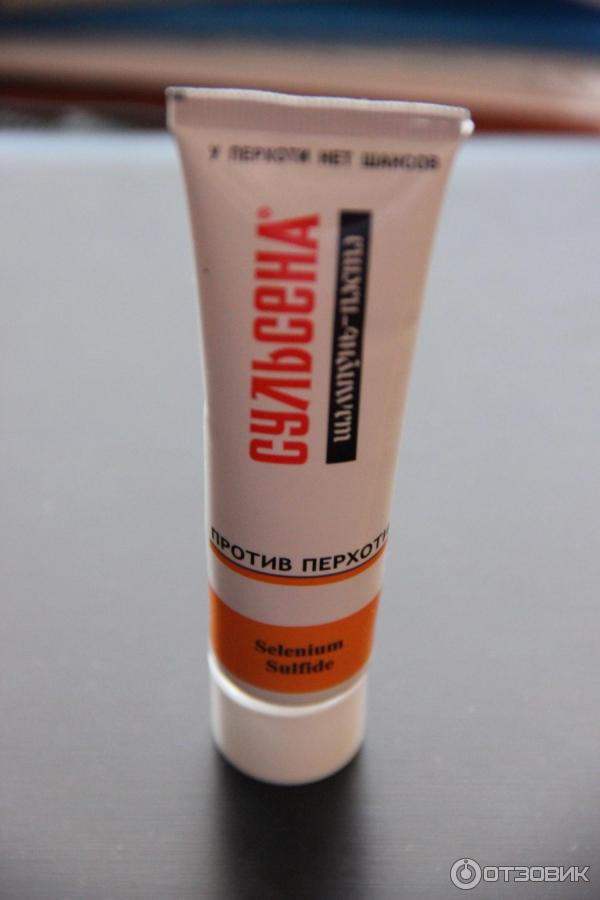 У ПЕРХОТИ НЕТ ШАНСОВ
СУЛЬСЕНА®
шампунь-паста
ПРОТИВ ПЕРХОТИ
Selenium
Sulfide
ОТЗОВИК